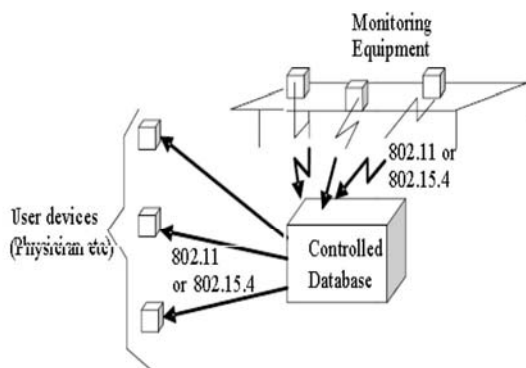 Monitoring
Equipment
802.11 or
802.15.4
User devices
(Physician etc)
802.11
or 802.15.4
Controlled
Database